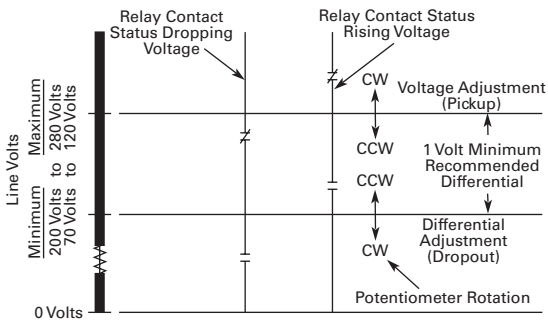 Relay Contact
Status Dropping
Voltage
Relay Contact Status
Rising Voltage
CW
Voltage Adjustment
(Pickup)
CCW
1 Volt Minimum
Recommended
Differential
CCW
Differential
Adjustment
(Dropout)
CW
Potentiometer Rotation
Line Volts
Minimum to Maximum
200 Volts to 280 Volts
70 Volts to 120 Volts
0 Volts